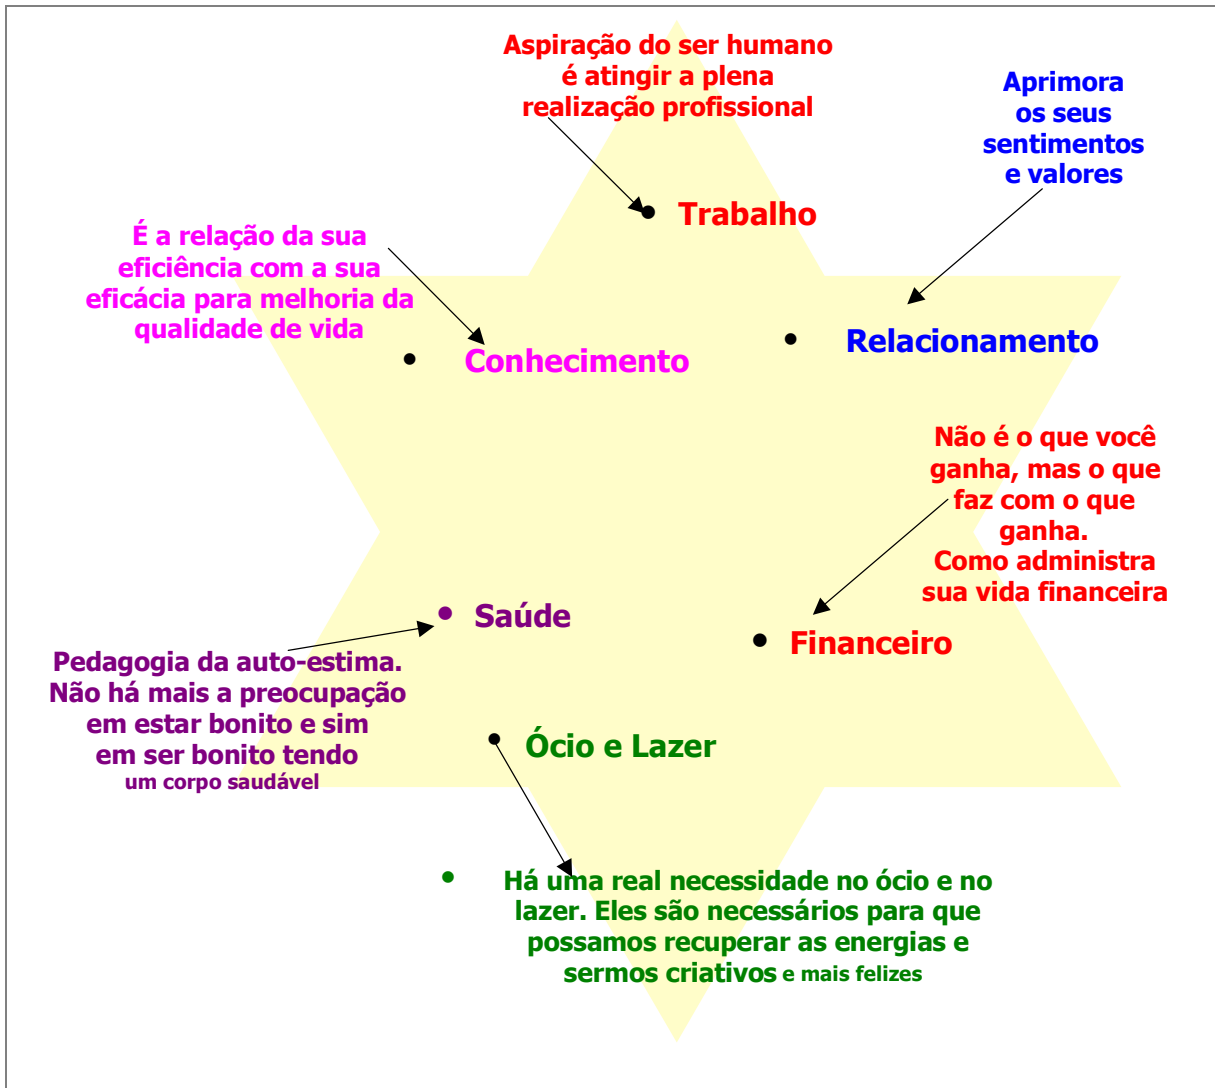 Aspiração do ser humano
é atingir a plena
realização profissional
Aprimora
os seus
sentimentos
e valores
• Trabalho
É a relação da sua
eficiência com a sua
eficácia para melhoria da
qualidade de vida
• Relacionamento
• Conhecimento
Não é o que você
ganha, mas o que
faz com o que
ganha.
Como administra
sua vida financeira
• Saúde
• Financeiro
Pedagogia da auto-estima.
Não há mais a preocupação
em estar bonito e sim
em ser bonito tendo
um corpo saudável
• Ócio e Lazer
• Há uma real necessidade no ócio e no
lazer. Eles são necessários para que
possamos recuperar as energias e
sermos criativos e mais felizes